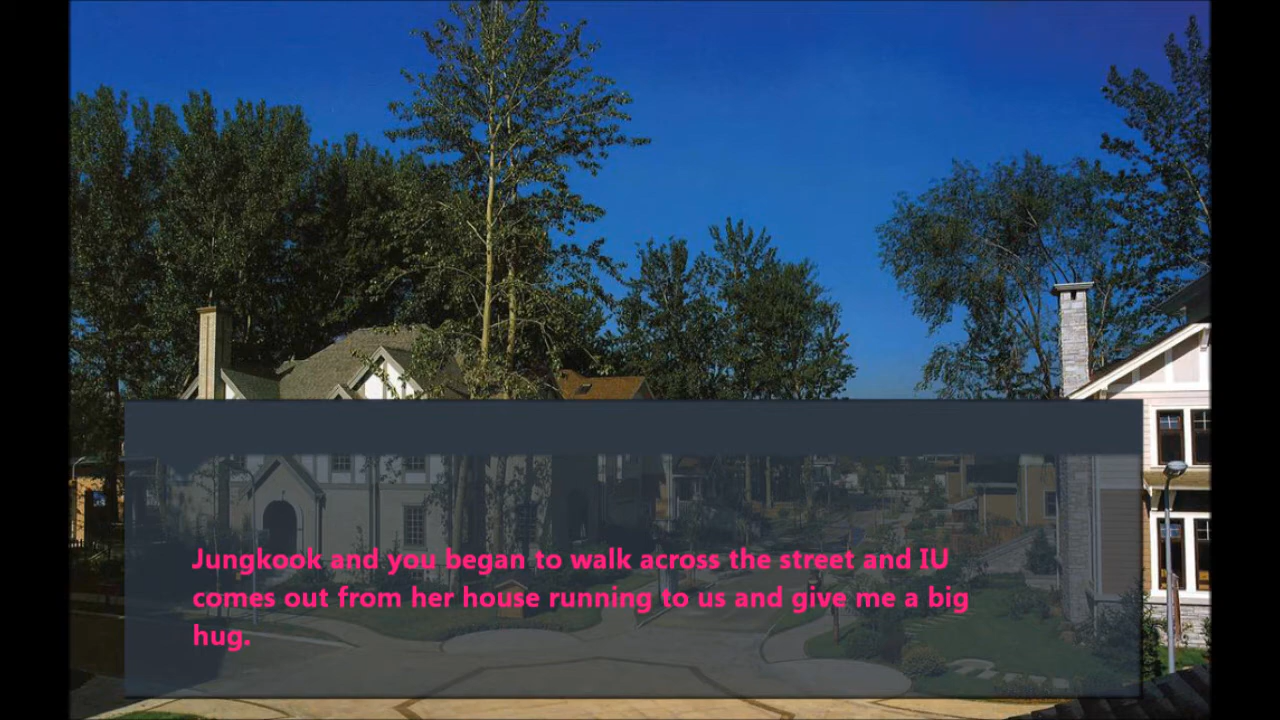 Jungkook and you began to walk across the street and IU
comes out from her house running to us and give me a big
hug.